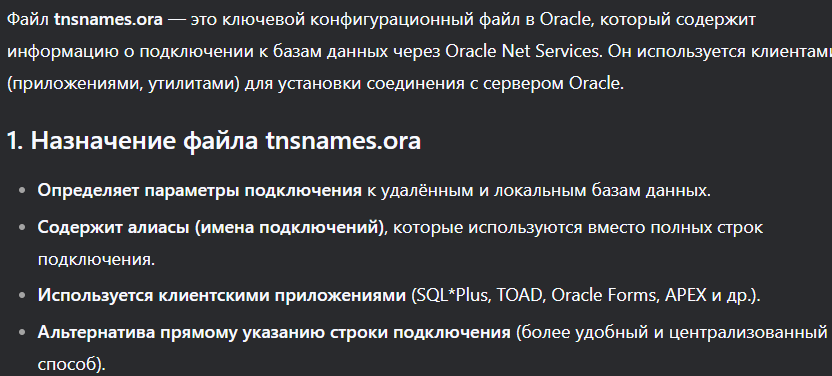 Файл tnsnames.ora — это ключевой конфигурационный файл в Oracle, который содержит
информацию о подключении к базам данных через Oracle Net Services. Он используется клиентами
(приложениями, утилитами) для установки соединения с сервером Oracle.
1. Назначение файла tnsnames.ora
• Определяет параметры подключения к удалённым и локальным базам данных.
• Содержит алиасы (имена подключений), которые используются вместо полных строк
подключения.
• Используется клиентскими приложениями (SQL*Plus, TOAD, Oracle Forms, APEX и др.).
• Альтернатива прямому указанию строки подключения (более удобный и централизованный
способ).